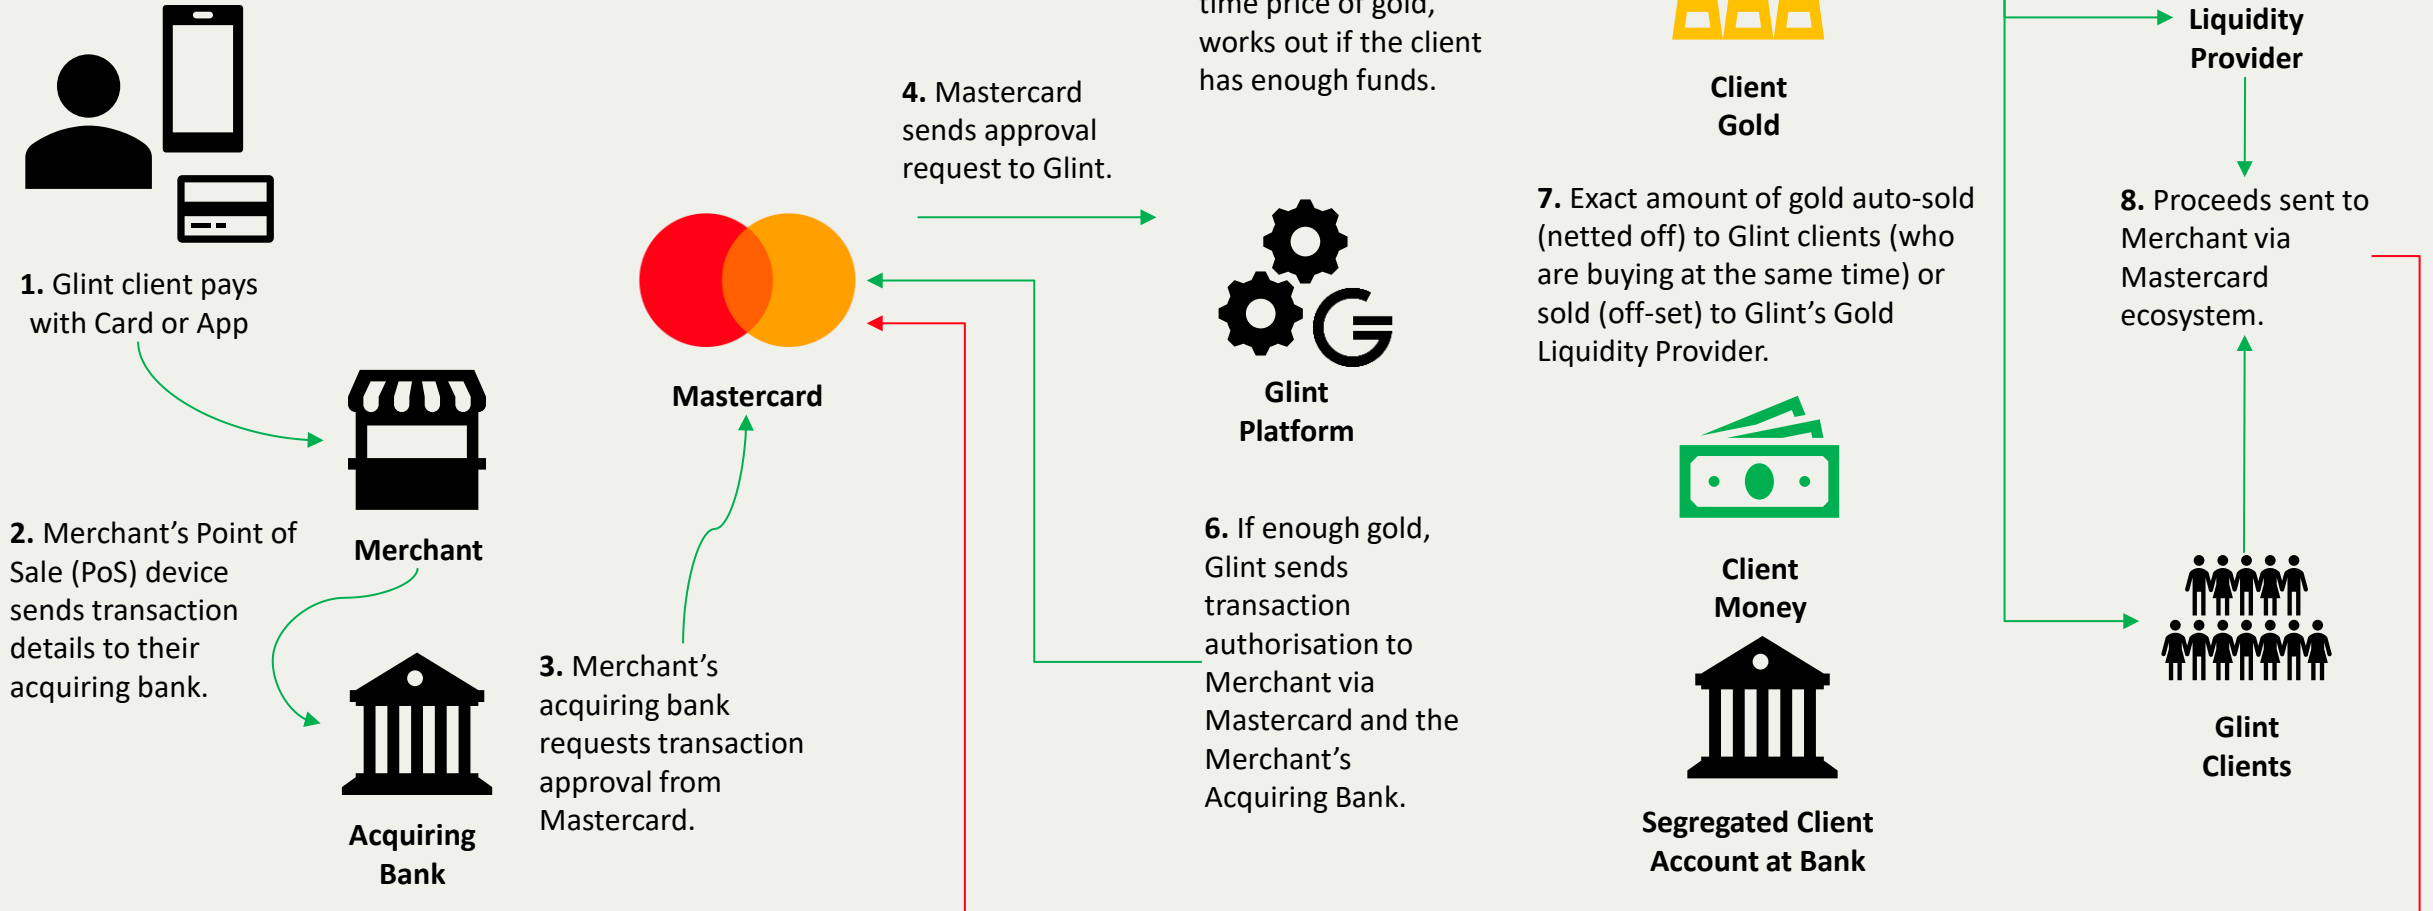 1. Glint client pays
with Card or App
Merchant
2. Merchant’s Point of
Sale (PoS) device
sends transaction
details to their
acquiring bank.
Acquiring
Bank
3. Merchant’s
acquiring bank
requests transaction
approval from
Mastercard.
Mastercard
4. Mastercard
sends approval
request to Glint.
time price of gold,
works out if the client
has enough funds.
Glint
Platform
6. If enough gold,
Glint sends
transaction
authorisation to
Merchant via
Mastercard and the
Merchant’s
Acquiring Bank.
Client
Gold
7. Exact amount of gold auto-sold
(netted off) to Glint clients (who
are buying at the same time) or
sold (off-set) to Glint’s Gold
Liquidity Provider.
Client
Money
Segregated Client
Account at Bank
Liquidity
Provider
8. Proceeds sent to
Merchant via
Mastercard
ecosystem.
Glint
Clients